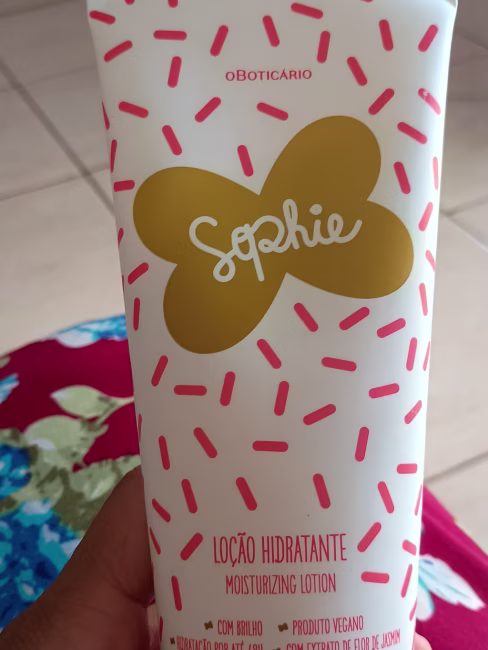 oBOTICÁRIO
Sophie
LOÇÃO HIDRATANTE
MOISTURIZING LOTION
COM BRILHO PRODUTO VEGANO
HIDRATAÇÃO POR ATÉ 48H COM EXTRATO DE FLOR DE JASMIM